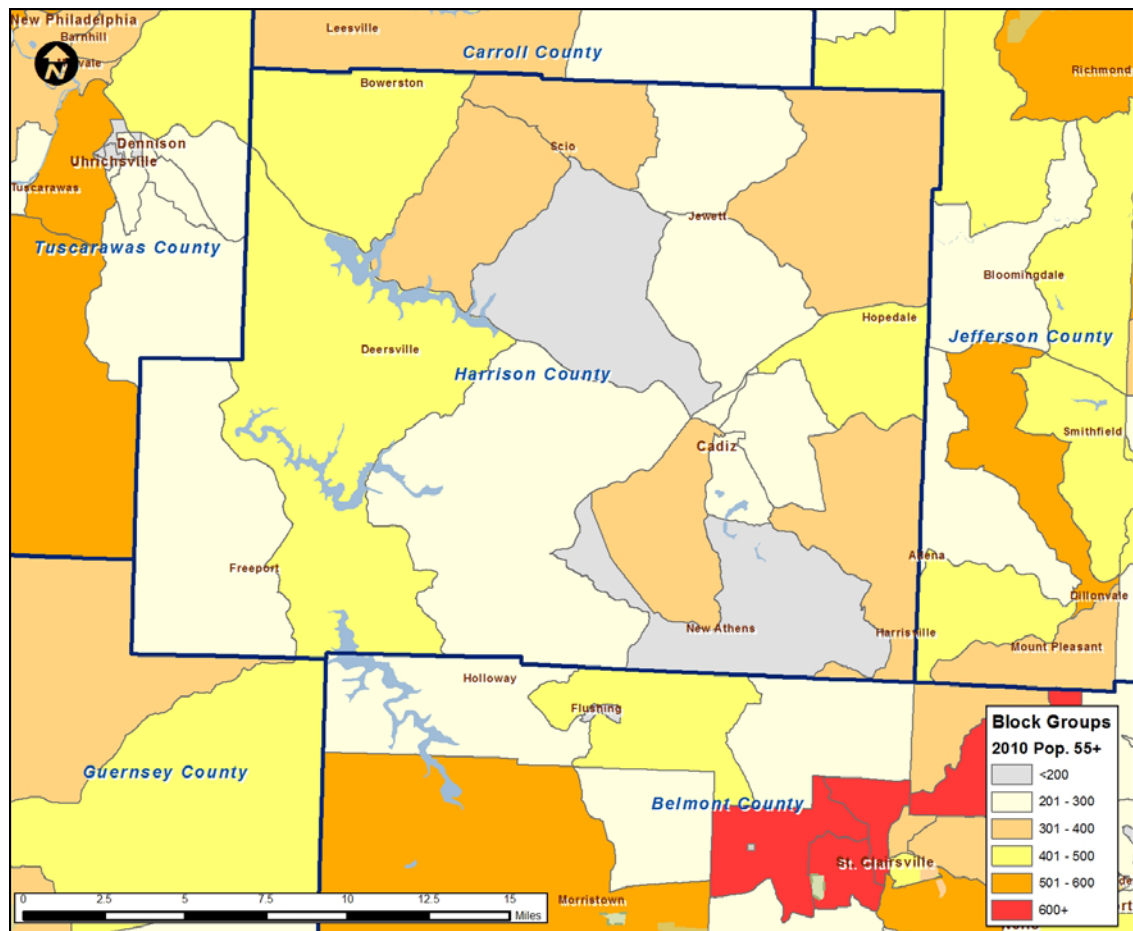 New Philadelphia
Barnhill
Leesville
Carroll County
N
Richmond
Bowerston
Dennison
Scio
Uhrichsville
Tuscarawas
Jewett
Tuscarawas County
Bloomingdale
Hopedale
Jefferson County
Deersville
Harrison County
Smithfield
Cadiz
Freeport
Adena
Dillonvale
New Athens
Harrisville
Mount Pleasant
Holloway
Flushing
Guernsey County
Belmont County
St. Clairsville
Morristown
Block Groups
2010 Pop. 55+
<200
201 - 300
301 - 400
401 - 500
501 - 600
600+
0 2.5 5 7.5 10 12.5 15
Miles